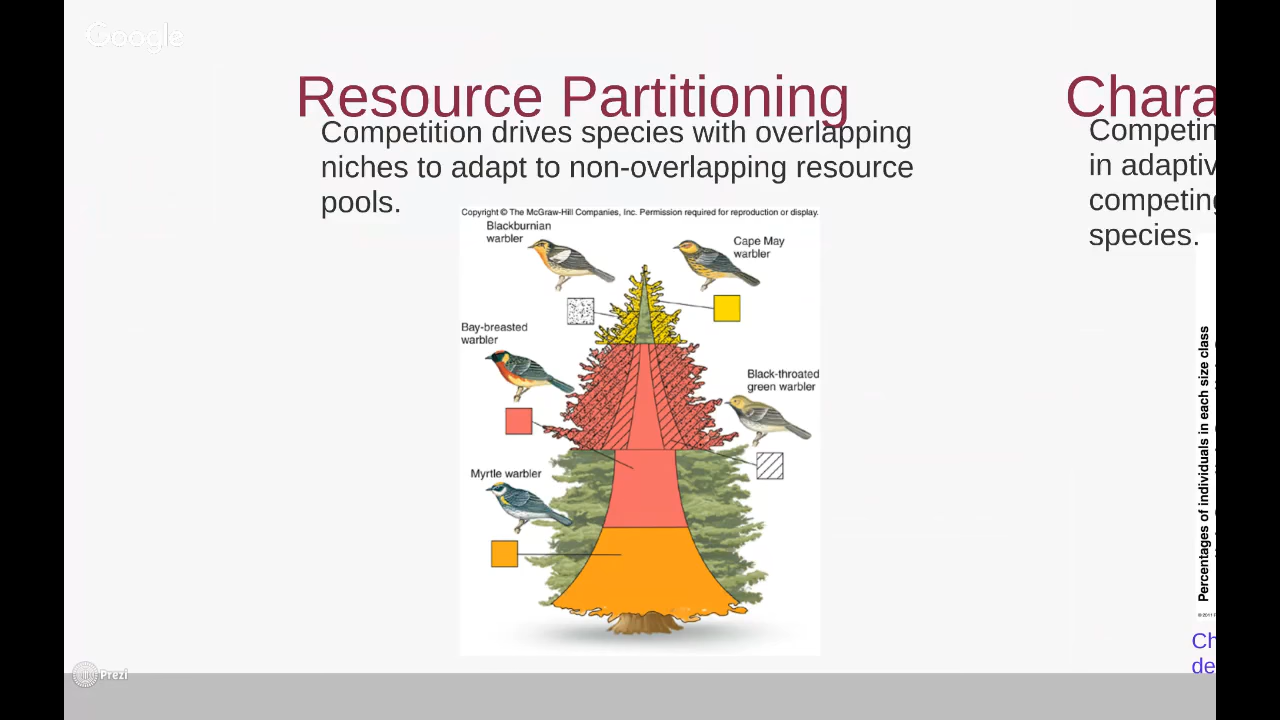 Google
Resource Partitioning
Competition drives species with overlapping
niches to adapt to non-overlapping resource
pools.
Copyright © The McGraw-Hill Companies, Inc. Permission required for reproduction or display.
Blackburnian
warbler
Cape May
warbler
Bay-breasted
warbler
Black-throated
green warbler
Myrtle warbler
Chara
Competin
in adaptiv
competing
species.
Percentages of individuals in each size class
Ch
de
Prezi